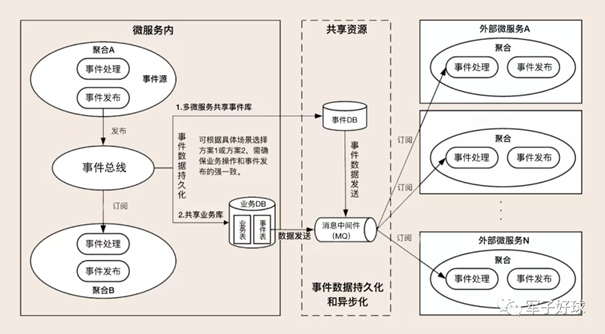 微服务内
聚合A
事件处理
事件源
事件发布
发布
事件总线
订阅
事件处理
事件发布
聚合B
事件数据持久化
1.多微服务共享事件库
可根据具体场景选择
方案1或方案2，需确
保业务操作和事件发
布的强一致。
2.共享业务库
业务DB
业务表
事件表
数据发送
共享资源
事件DB
事件数据发送
消息中间件
(MQ)
事件数据持久化
和异步化
订阅
订阅
订阅
外部微服务A
聚合
事件处理
事件发布
聚合
事件处理
事件发布
外部微服务N
聚合
事件处理
事件发布
军子好球